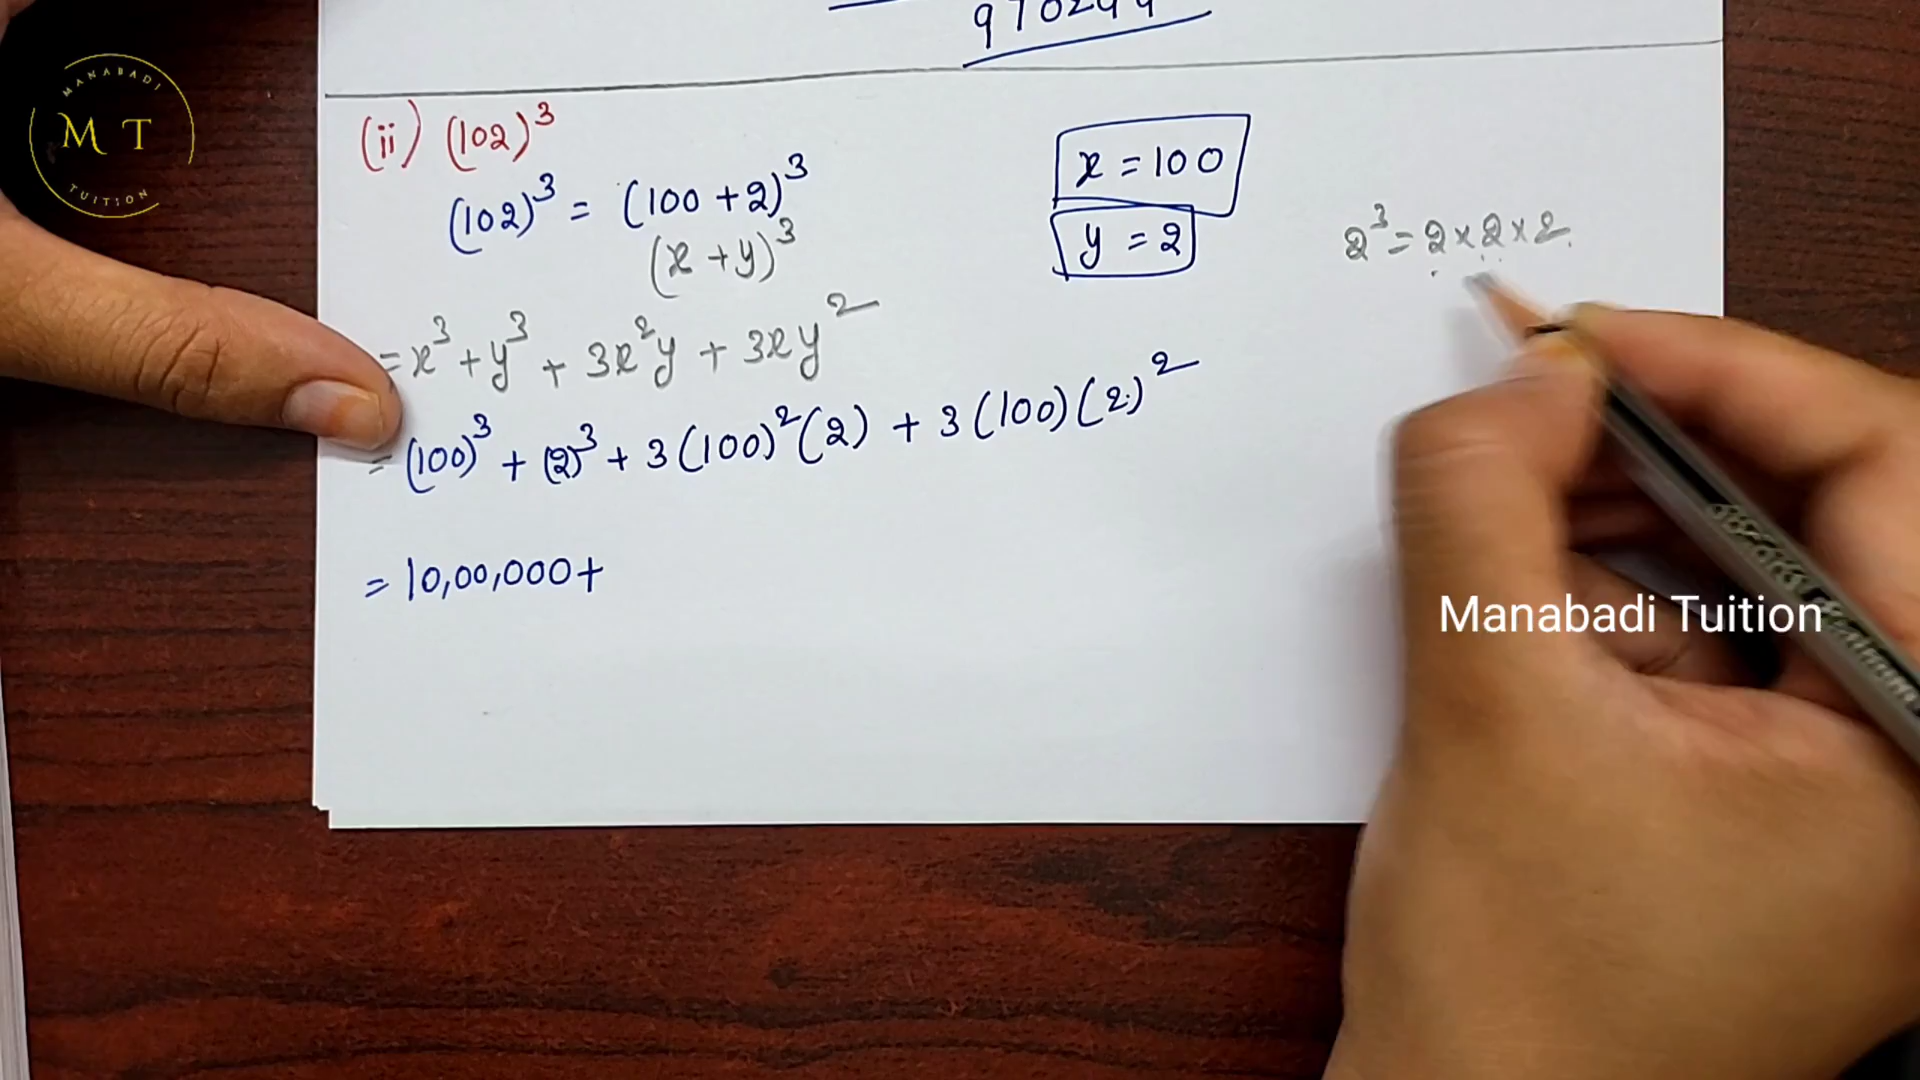 970299
MANABADI
M T
TUITION
(ii) (102)³
(102)³ = (100 + 2)³
(x + y)³
x = 100
y = 2
2³ = 2 × 2 × 2
= x³ + y³ + 3x²y + 3xy²
= (100)³ + (2)³ + 3(100)²(2) + 3(100)(2)²
= 10,00,000 +
Manabadi Tuition